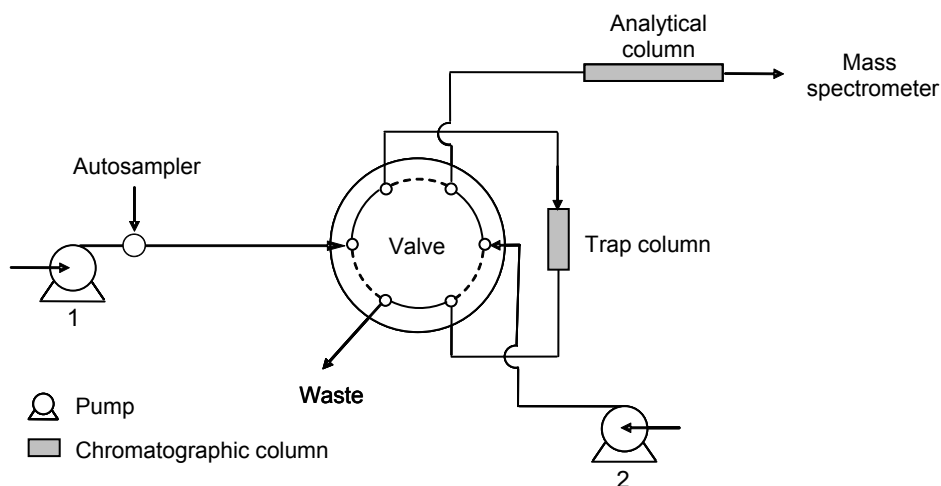 Analytical
column
Mass
spectrometer
Autosampler
Valve
Trap column
1
Waste
Pump
Chromatographic column
2